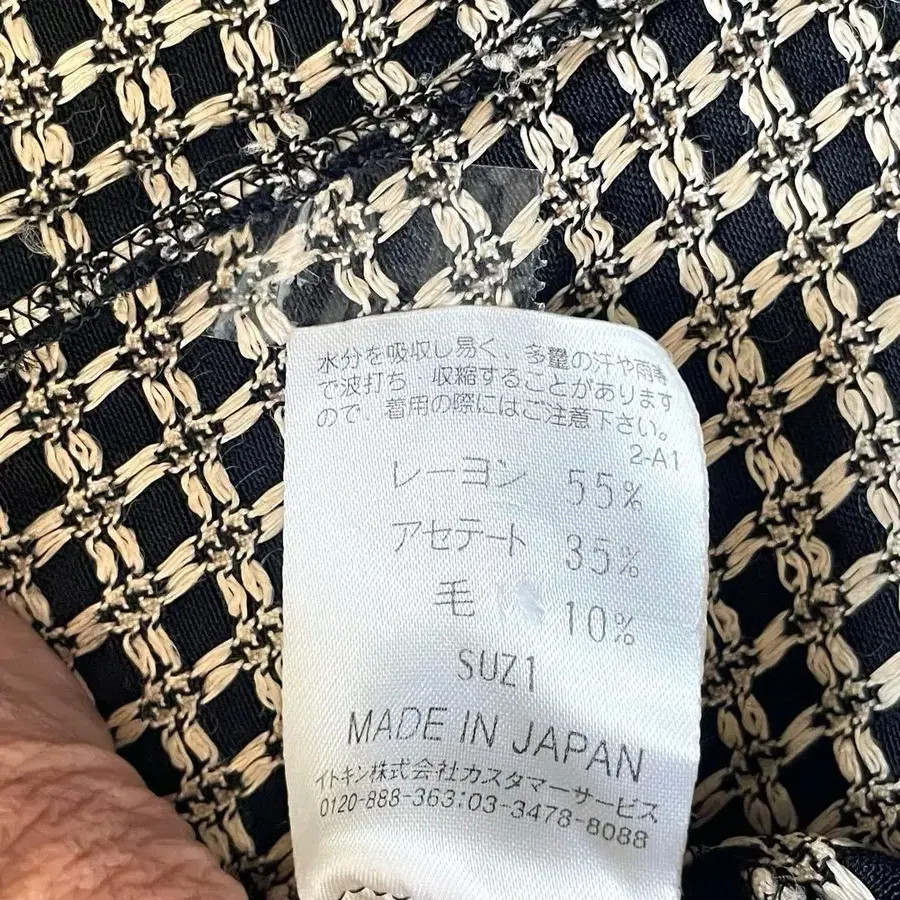 水分を吸収し易く、多量の汗や雨等
で波打ち・収縮することがあります
ので、着用の際にはご注意下さい。
2-A1
レーヨン 55%
アセテート 35%
毛 10%
SUZ1
MADE IN JAPAN
イトキン株式会社カスタマーサービス
0120-888-363:03-3478-8088